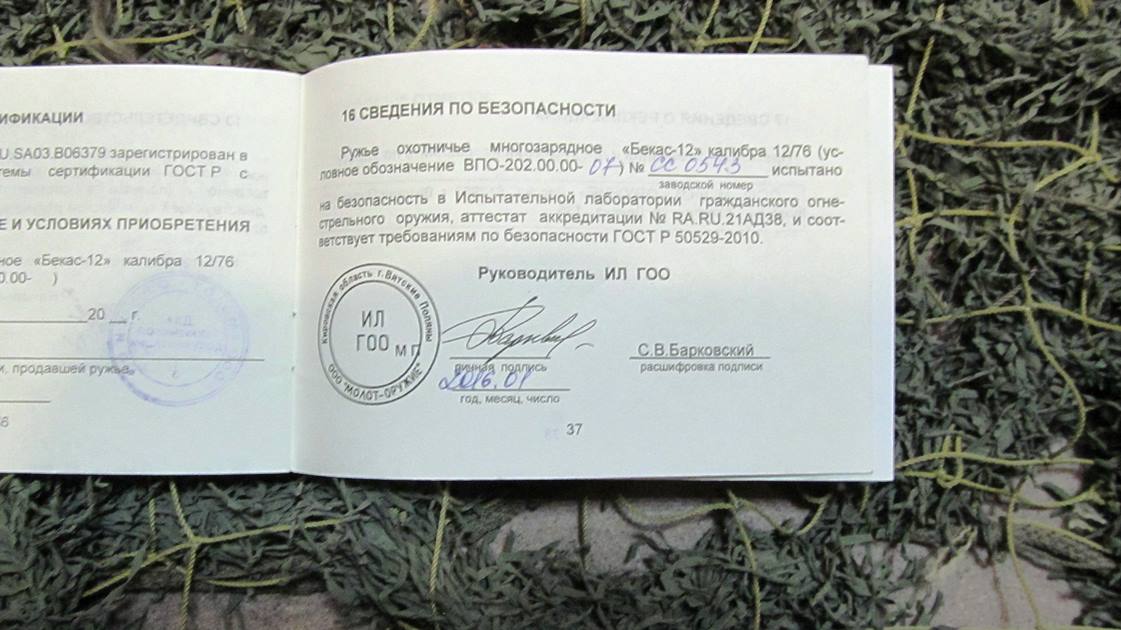 ИФИКАЦИИ
U.SA03.B06379 зарегистрирован в
темы сертификации ГОСТ Р с
Е И УСЛОВИЯХ ПРИОБРЕТЕНИЯ
ное «Бекас-12» калибра 12/76
0.00- )
20 г.
и, продавшей ружье
16 СВЕДЕНИЯ ПО БЕЗОПАСНОСТИ
Ружье охотничье многозарядное «Бекас-12» калибра 12/76 (ус-
ловное обозначение ВПО-202.00.00- 07) № СС 0543 испытано
заводской номер
на безопасность в Испытательной лаборатории гражданского огне-
стрельного оружия, аттестат аккредитации № RA.RU.21АД38, и соот-
ветствует требованиям по безопасности ГОСТ Р 50529-2010.
Руководитель ИЛ ГОО
Кировская область г.Вятские Поляны
ИЛ
ГОО
М П
ООО "МОЛОТ-ОРУЖИЕ"
С.В.Барковский
личная подпись
расшифровка подписи
2016.01
год, месяц, число
37